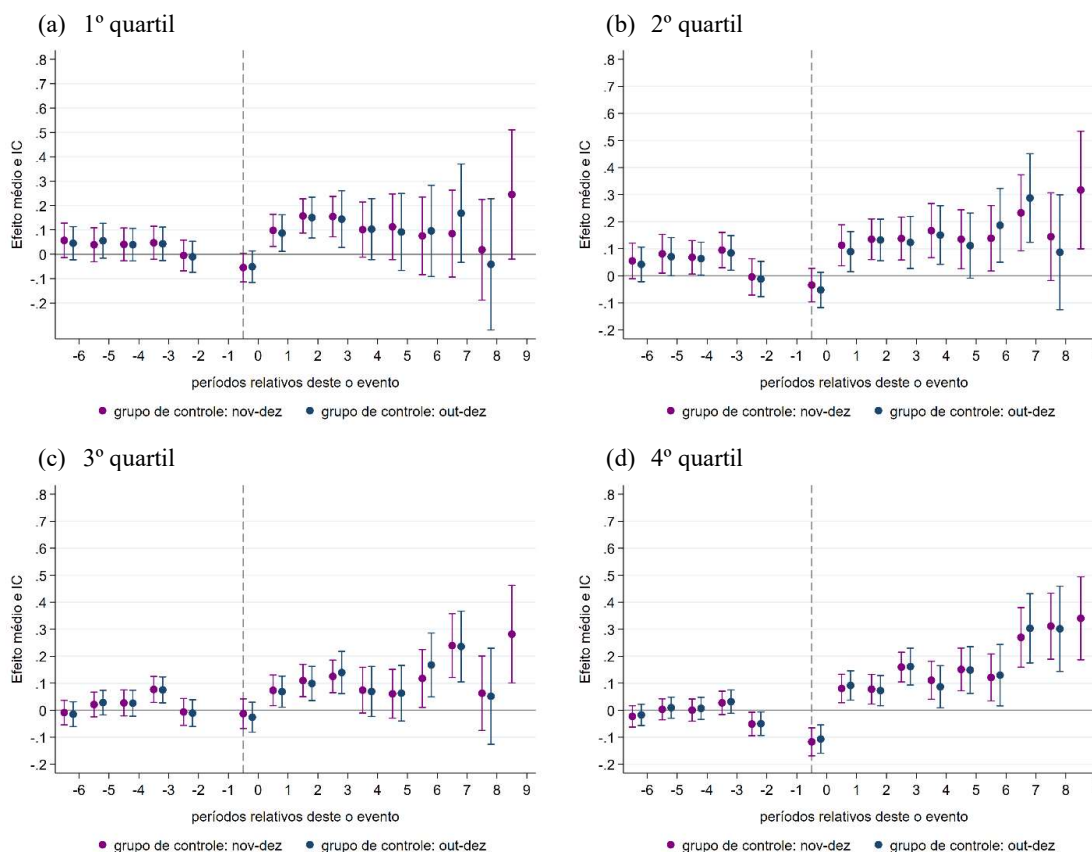 (a) 1º quartil
.8
.7
.6
.5
.4
.3
.2
.1
0
-.1
-.2
Efeito médio e IC
-6 -5 -4 -3 -2 -1 0 1 2 3 4 5 6 7 8 9
períodos relativos deste o evento
grupo de controle: nov-dez grupo de controle: out-dez
(b) 2º quartil
.8
.7
.6
.5
.4
.3
.2
.1
0
-.1
-.2
Efeito médio e IC
-6 -5 -4 -3 -2 -1 0 1 2 3 4 5 6 7 8
períodos relativos deste o evento
grupo de controle: nov-dez grupo de controle: out-dez
(c) 3º quartil
.8
.7
.6
.5
.4
.3
.2
.1
0
-.1
-.2
Efeito médio e IC
-6 -5 -4 -3 -2 -1 0 1 2 3 4 5 6 7 8 9
períodos relativos deste o evento
grupo de controle: nov-dez grupo de controle: out-dez
(d) 4º quartil
.8
.7
.6
.5
.4
.3
.2
.1
0
-.1
-.2
Efeito médio e IC
-6 -5 -4 -3 -2 -1 0 1 2 3 4 5 6 7 8
períodos relativos deste o evento
grupo de controle: nov-dez grupo de controle: out-dez